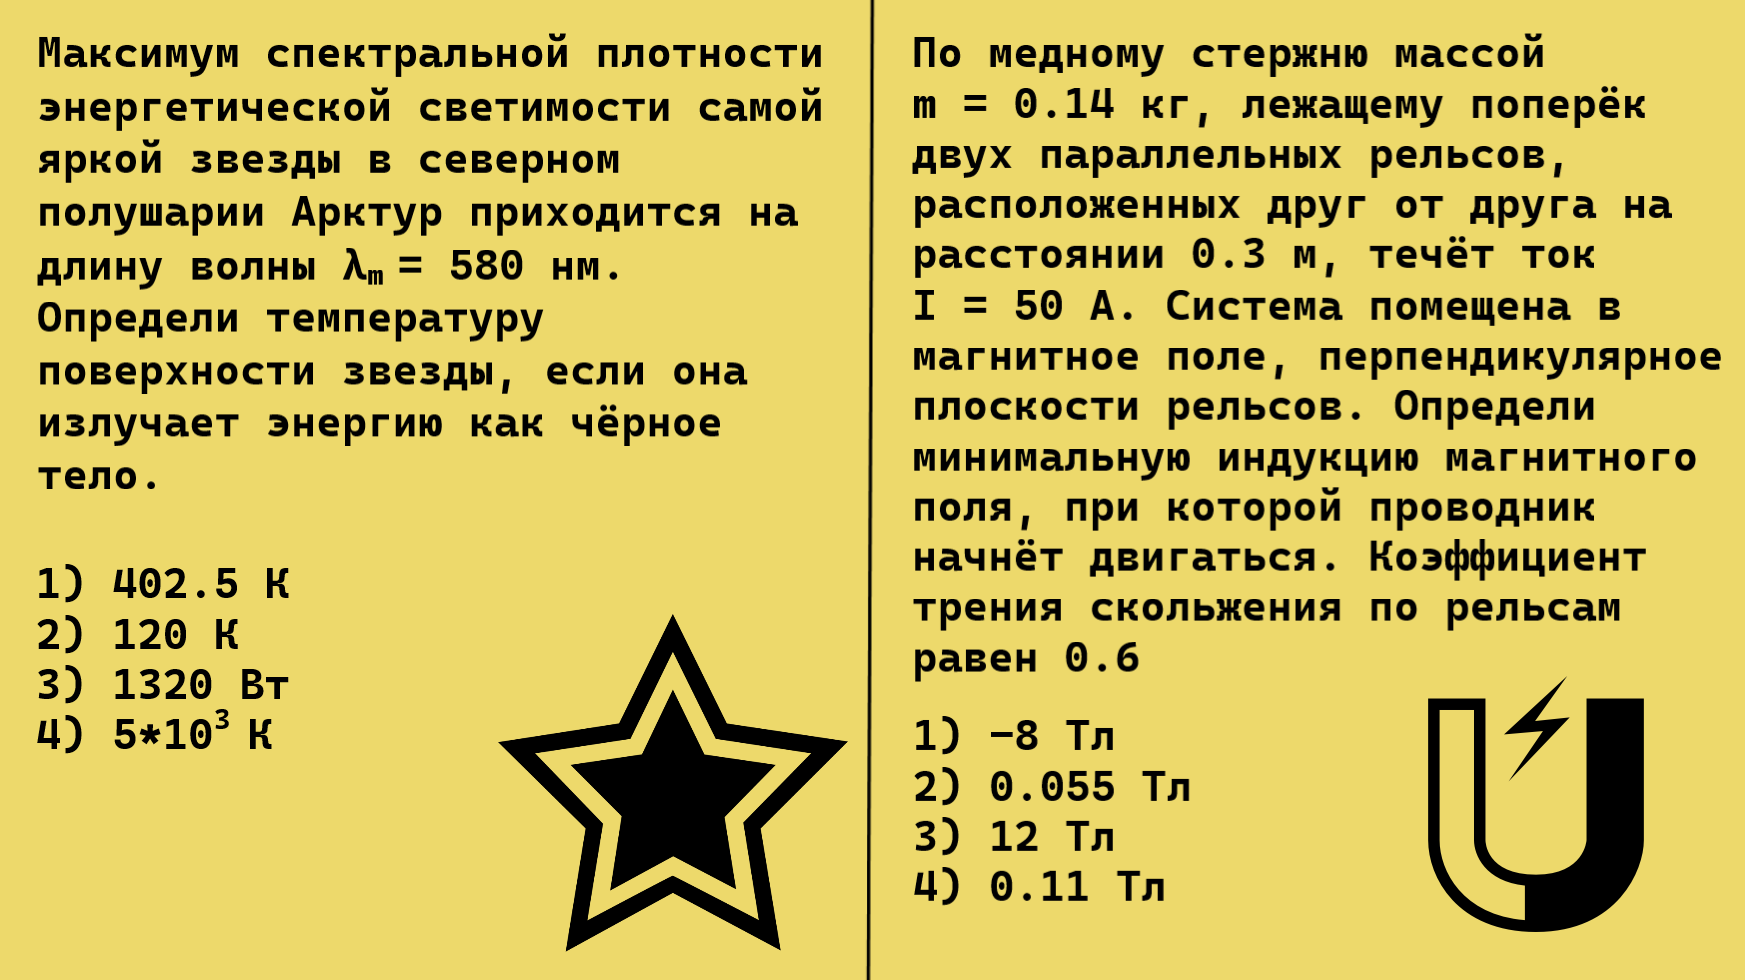 Максимум спектральной плотности
энергетической светимости самой
яркой звезды в северном
полушарии Арктур приходится на
длину волны λₘ = 580 нм.
Определи температуру
поверхности звезды, если она
излучает энергию как чёрное
тело.
1) 402.5 К
2) 120 К
3) 1320 Вт
4) 5*10³ К
По медному стержню массой
m = 0.14 кг, лежащему поперёк
двух параллельных рельсов,
расположенных друг от друга на
расстоянии 0.3 м, течёт ток
I = 50 А. Система помещена в
магнитное поле, перпендикулярное
плоскости рельсов. Определи
минимальную индукцию магнитного
поля, при которой проводник
начнёт двигаться. Коэффициент
трения скольжения по рельсам
равен 0.6
1) −8 Тл
2) 0.055 Тл
3) 12 Тл
4) 0.11 Тл